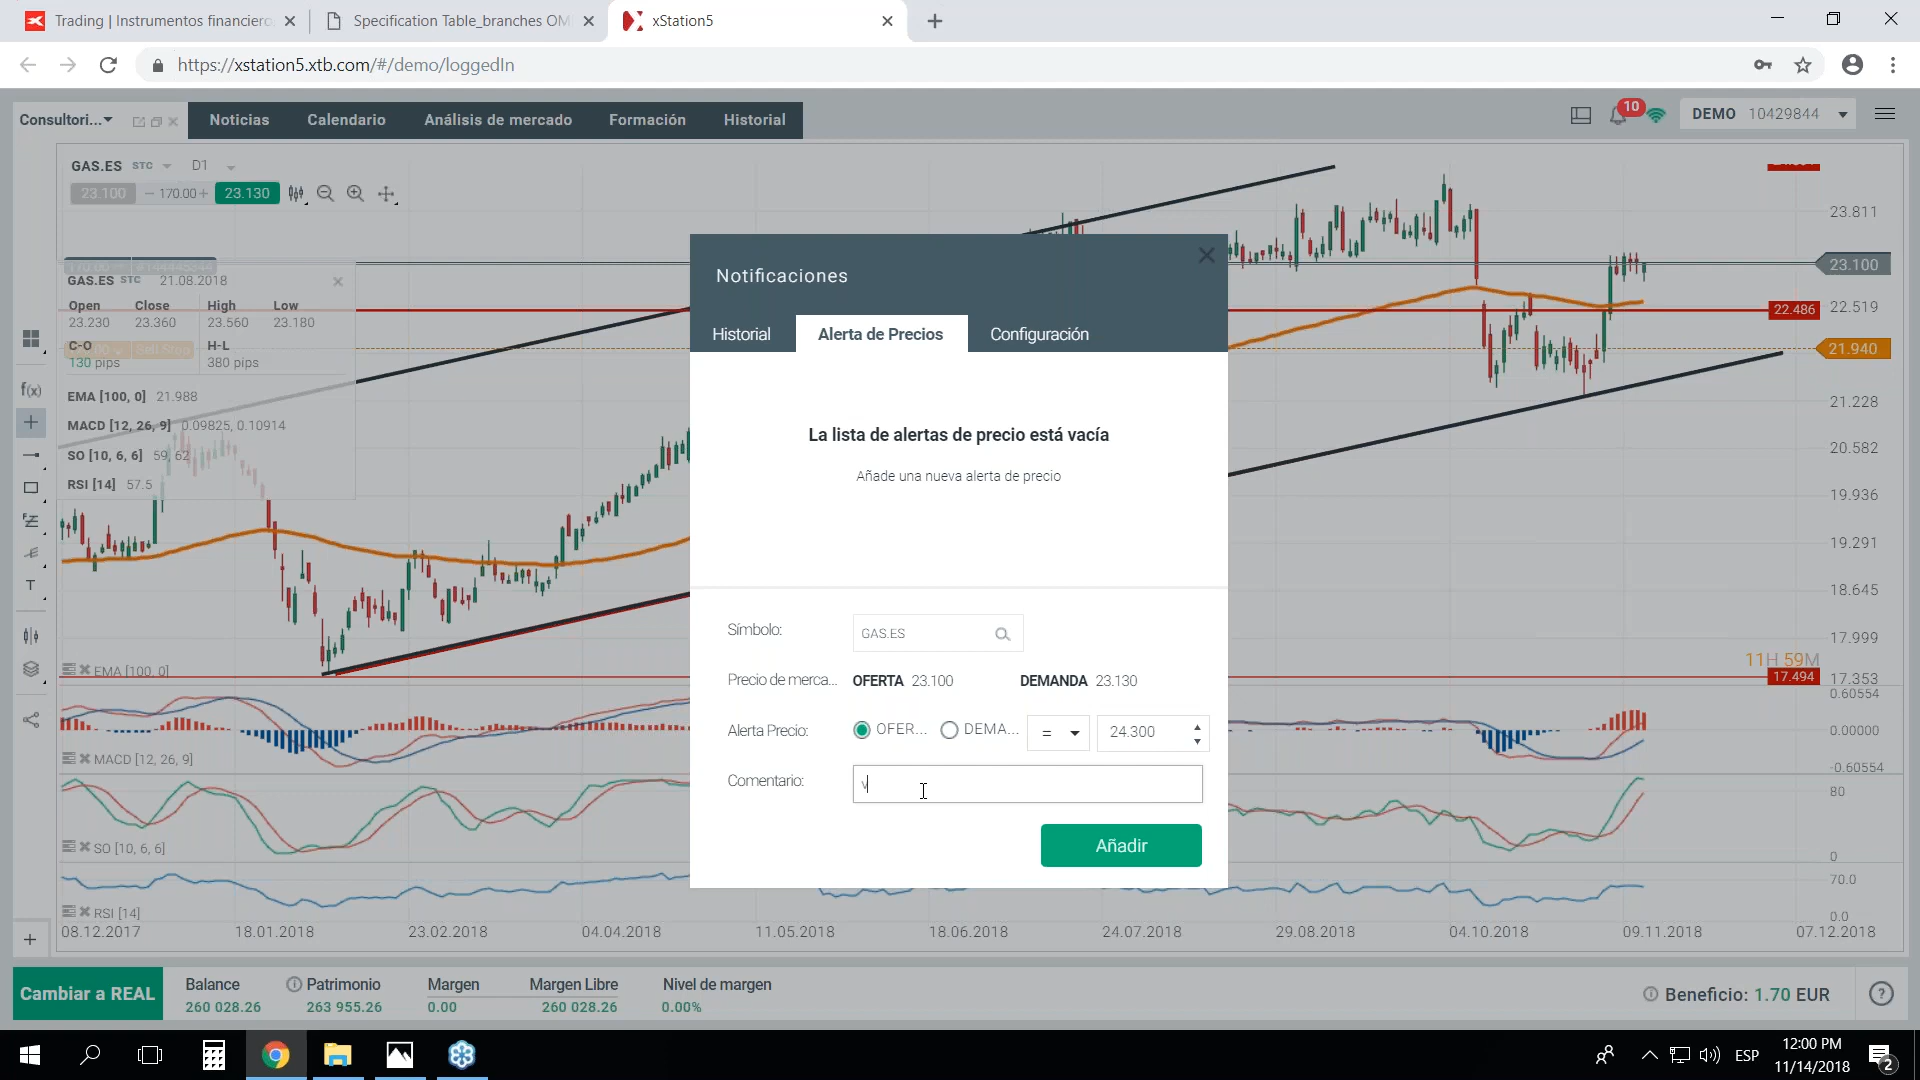 Trading | Instrumentos financiero
Specification Table_branches OM
xStation5
https://xstation5.xtb.com/#/demo/loggedIn
Consultori...
Noticias
Calendario
Análisis de mercado
Formación
Historial
10
DEMO 10429844
GAS.ES STC D1
23.100 − 170.00 + 23.130
GAS.ES STC 21.08.2018
Open Close High Low
23.230 23.360 23.560 23.180
C-O H-L
130 pips 380 pips
EMA [100, 0] 21.988
MACD [12, 26, 9] 0.09825, 0.10914
SO [10, 6, 6] 59, 62
RSI [14] 57.5
Sell Stop
f(x)
T
Notificaciones
Historial
Alerta de Precios
Configuración
La lista de alertas de precio está vacía
Añade una nueva alerta de precio
Símbolo: GAS.ES
Precio de merca... OFERTA 23.100 DEMANDA 23.130
Alerta Precio: OFER... DEMA... = 24.300
Comentario: v
Añadir
23.811
23.100
22.519
22.486
21.940
21.228
20.582
19.936
19.291
18.645
17.999
11H 59M
17.494
17.353
0.60554
0.00000
-0.60554
80
0
70.0
0.0
EMA [100, 0]
MACD [12, 26, 9]
SO [10, 6, 6]
RSI [14]
08.12.2017 18.01.2018 23.02.2018 04.04.2018 11.05.2018 18.06.2018 24.07.2018 29.08.2018 04.10.2018 09.11.2018 07.12.2018
Cambiar a REAL
Balance Patrimonio Margen Margen Libre Nivel de margen
260 028.26 263 955.26 0.00 260 028.26 0.00%
Beneficio: 1.70 EUR
ESP
12:00 PM
11/14/2018
2